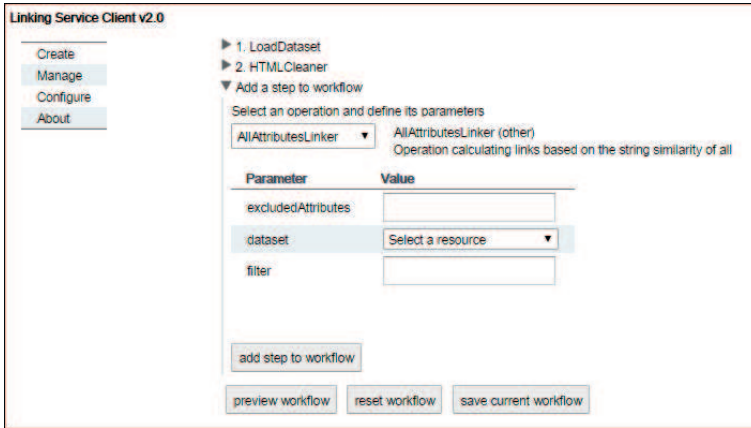 Linking Service Client v2.0
Create
Manage
Configure
About
1. LoadDataset
2. HTMLCleaner
Add a step to workflow
Select an operation and define its parameters
AllAttributesLinker
AllAttributesLinker (other)
Operation calculating links based on the string similarity of all
Parameter Value
excludedAttributes
dataset Select a resource
filter
add step to workflow
preview workflow reset workflow save current workflow